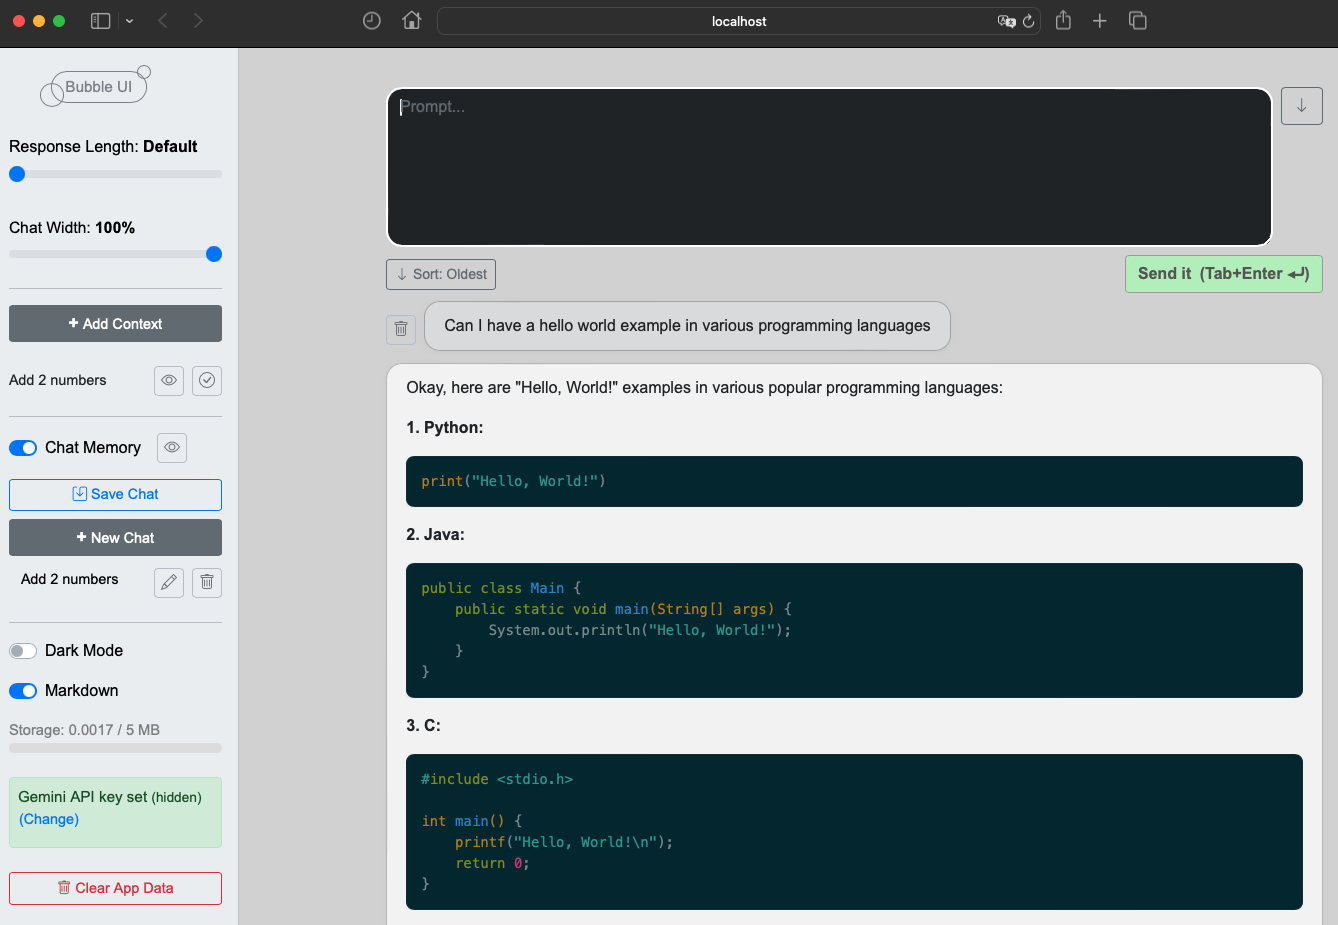 localhost
Bubble UI
Response Length: Default
Chat Width: 100%
+ Add Context
Add 2 numbers
Chat Memory
Save Chat
+ New Chat
Add 2 numbers
Dark Mode
Markdown
Storage: 0.0017 / 5 MB
Gemini API key set (hidden)
(Change)
Clear App Data
Prompt...
↓
↓ Sort: Oldest
Send it (Tab+Enter ↵)
Can I have a hello world example in various programming languages
Okay, here are "Hello, World!" examples in various popular programming languages:
1. Python:
print("Hello, World!")
2. Java:
public class Main {
    public static void main(String[] args) {
        System.out.println("Hello, World!");
    }
}
3. C:
#include <stdio.h>
int main() {
    printf("Hello, World!\n");
    return 0;
}